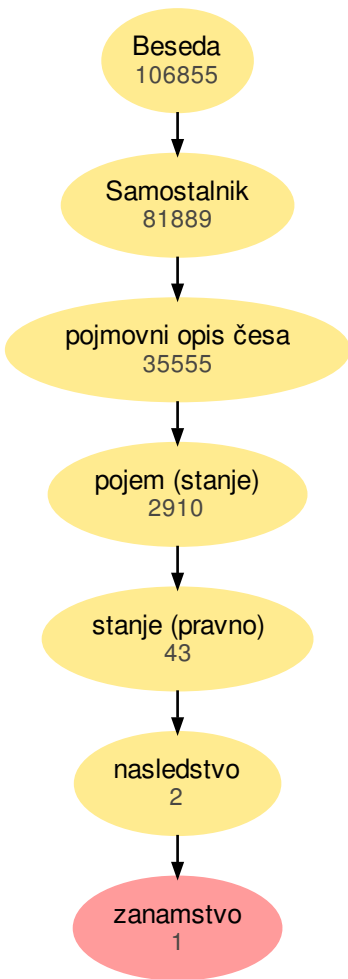 Beseda
106855
Samostalnik
81889
pojmovni opis česa
35555
pojem (stanje)
2910
stanje (pravno)
43
nasledstvo
2
zanamstvo
1